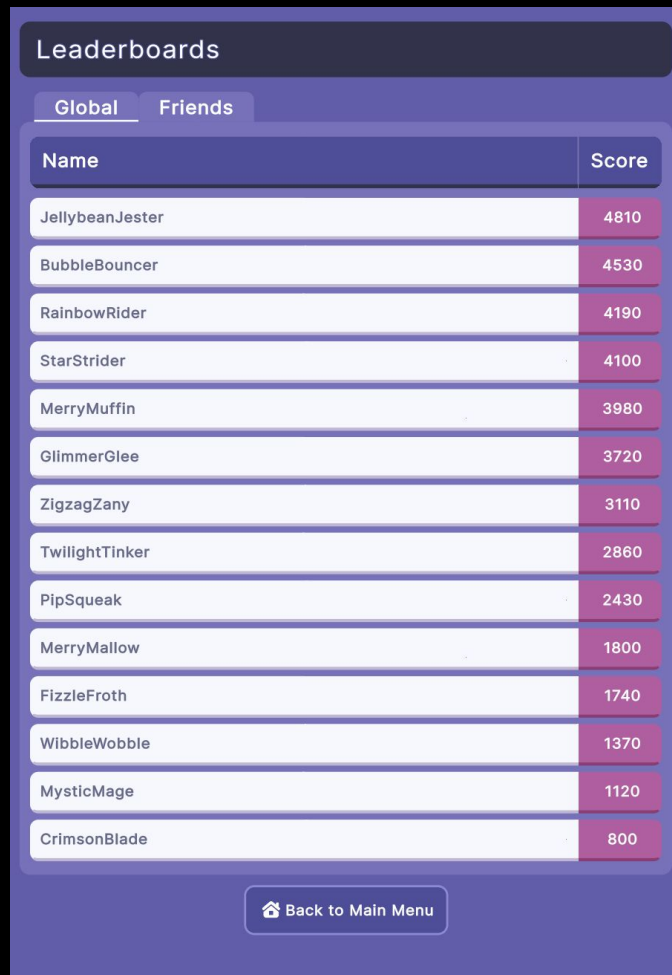 Leaderboards
Global Friends
Name Score
JellybeanJester 4810
BubbleBouncer 4530
RainbowRider 4190
StarStrider 4100
MerryMuffin 3980
GlimmerGlee 3720
ZigzagZany 3110
TwilightTinker 2860
PipSqueak 2430
MerryMallow 1800
FizzleFroth 1740
WibbleWobble 1370
MysticMage 1120
CrimsonBlade 800
Back to Main Menu